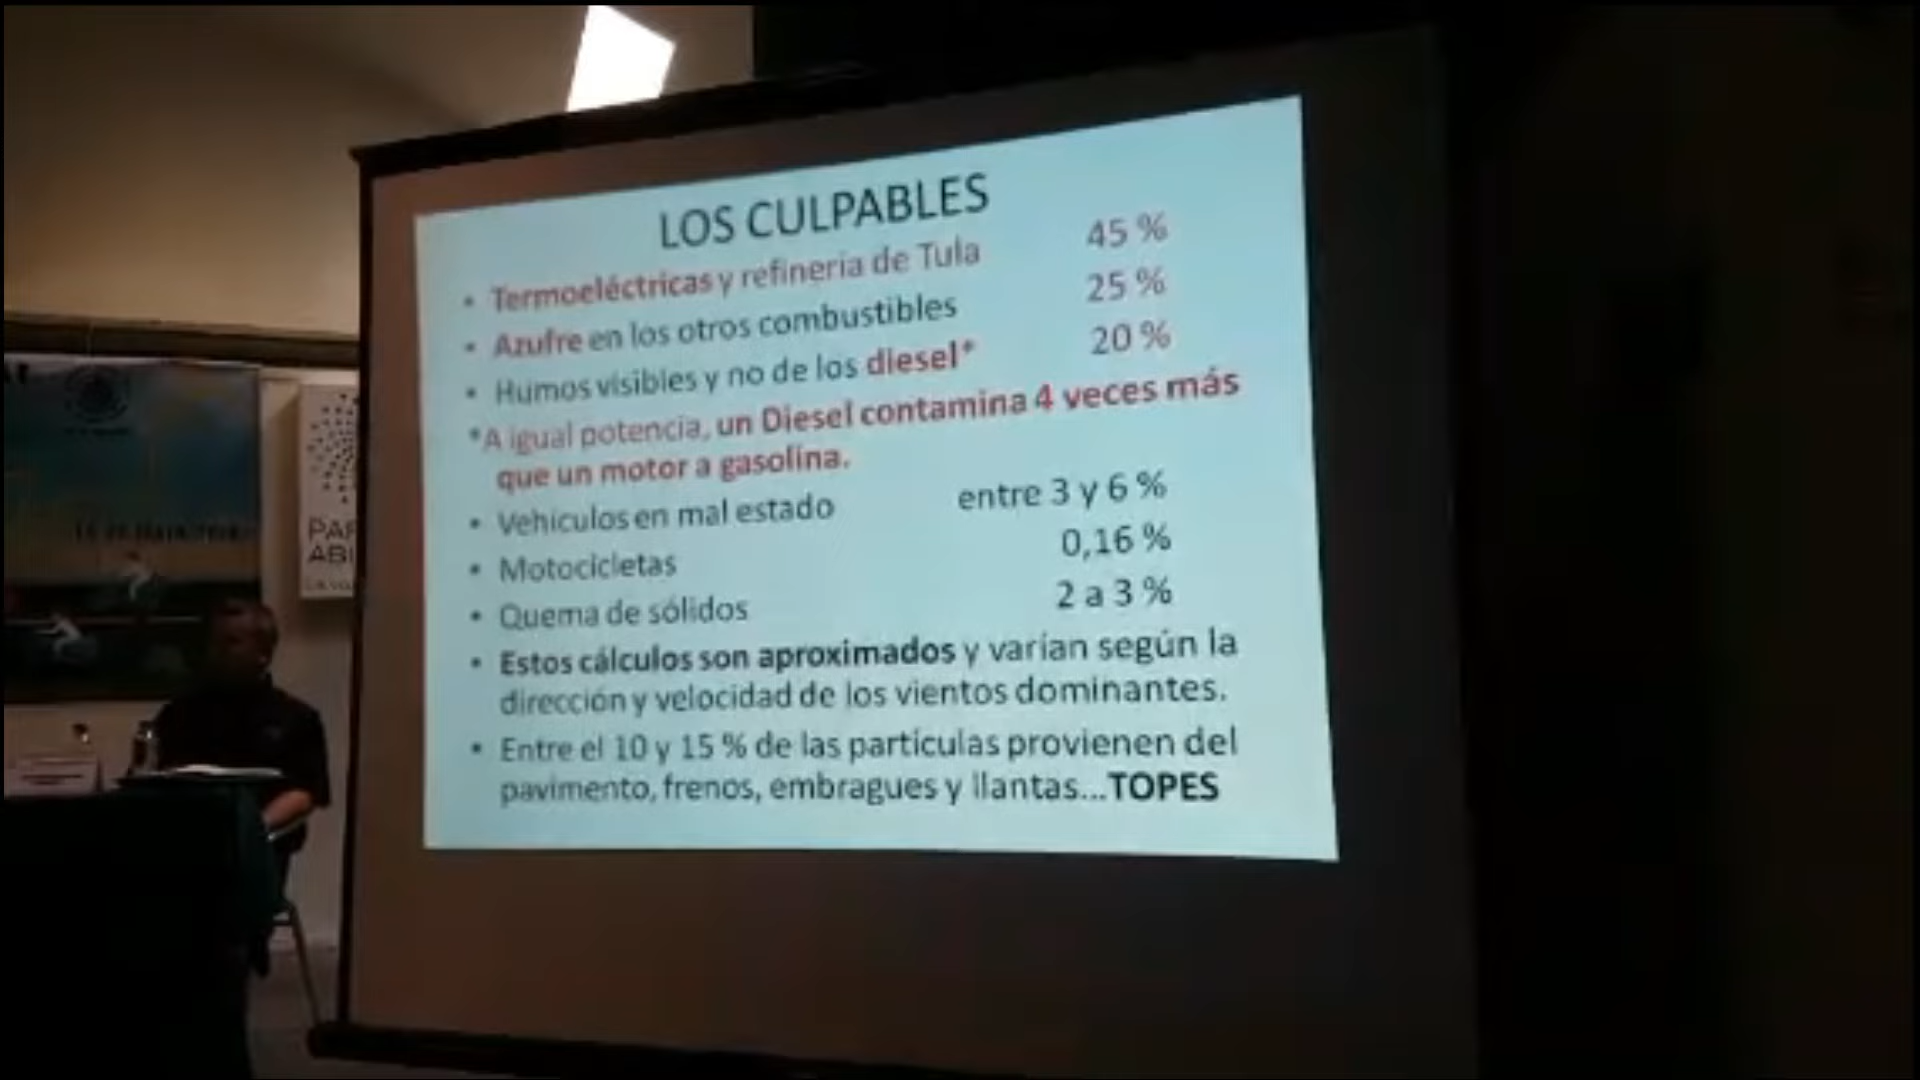 LOS CULPABLES
• Termoeléctricas y refinería de Tula 45 %
• Azufre en los otros combustibles 25 %
• Humos visibles y no de los diesel* 20 %
*A igual potencia, un Diesel contamina 4 veces más
que un motor a gasolina.
• Vehículos en mal estado entre 3 y 6 %
• Motocicletas 0,16 %
• Quema de sólidos 2 a 3 %
• Estos cálculos son aproximados y varían según la
dirección y velocidad de los vientos dominantes.
• Entre el 10 y 15 % de las partículas provienen del
pavimento, frenos, embragues y llantas...TOPES
PAR
ABI